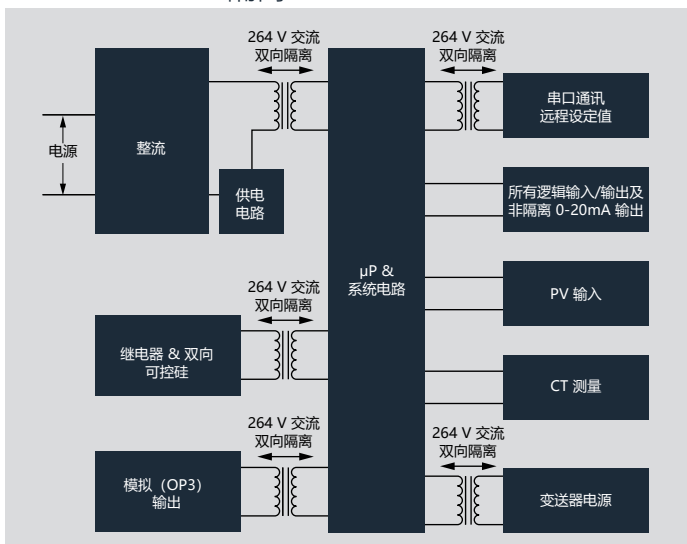 264 V 交流
双向隔离
264 V 交流
双向隔离
电源
整流
供电
电路
串口通讯
远程设定值
所有逻辑输入/输出及
非隔离 0-20mA 输出
µP &
系统电路
PV 输入
264 V 交流
双向隔离
继电器 & 双向
可控硅
CT 测量
264 V 交流
双向隔离
264 V 交流
双向隔离
模拟（OP3）
输出
变送器电源